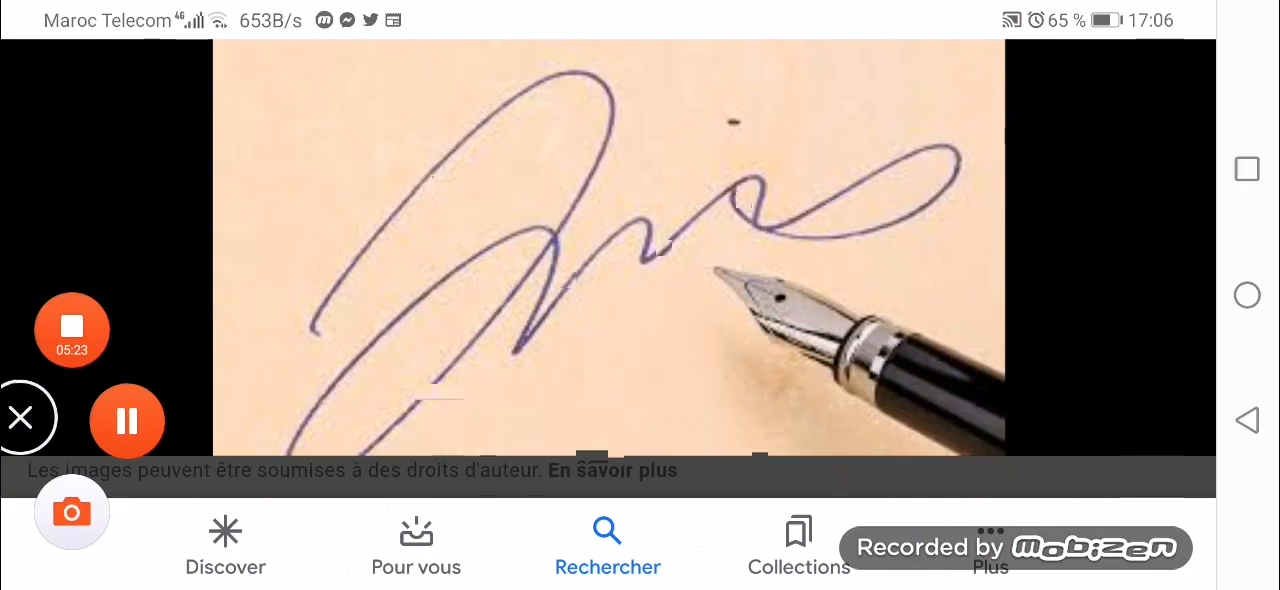 Maroc Telecom 4G 653B/s 65 % 17:06
05:23
Les images peuvent être soumises à des droits d'auteur. En savoir plus
Discover Pour vous Rechercher Collections Plus
Recorded by mobizen